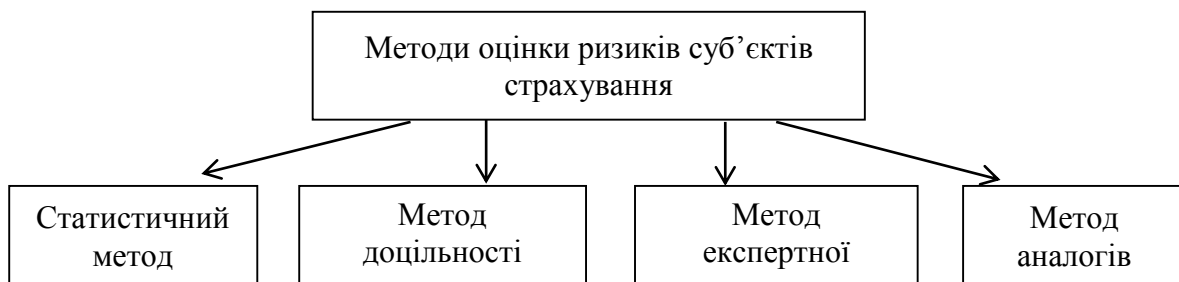 Методи оцінки ризиків суб’єктів
страхування
Статистичний
метод
Метод
доцільності
Метод
експертної
Метод
аналогів